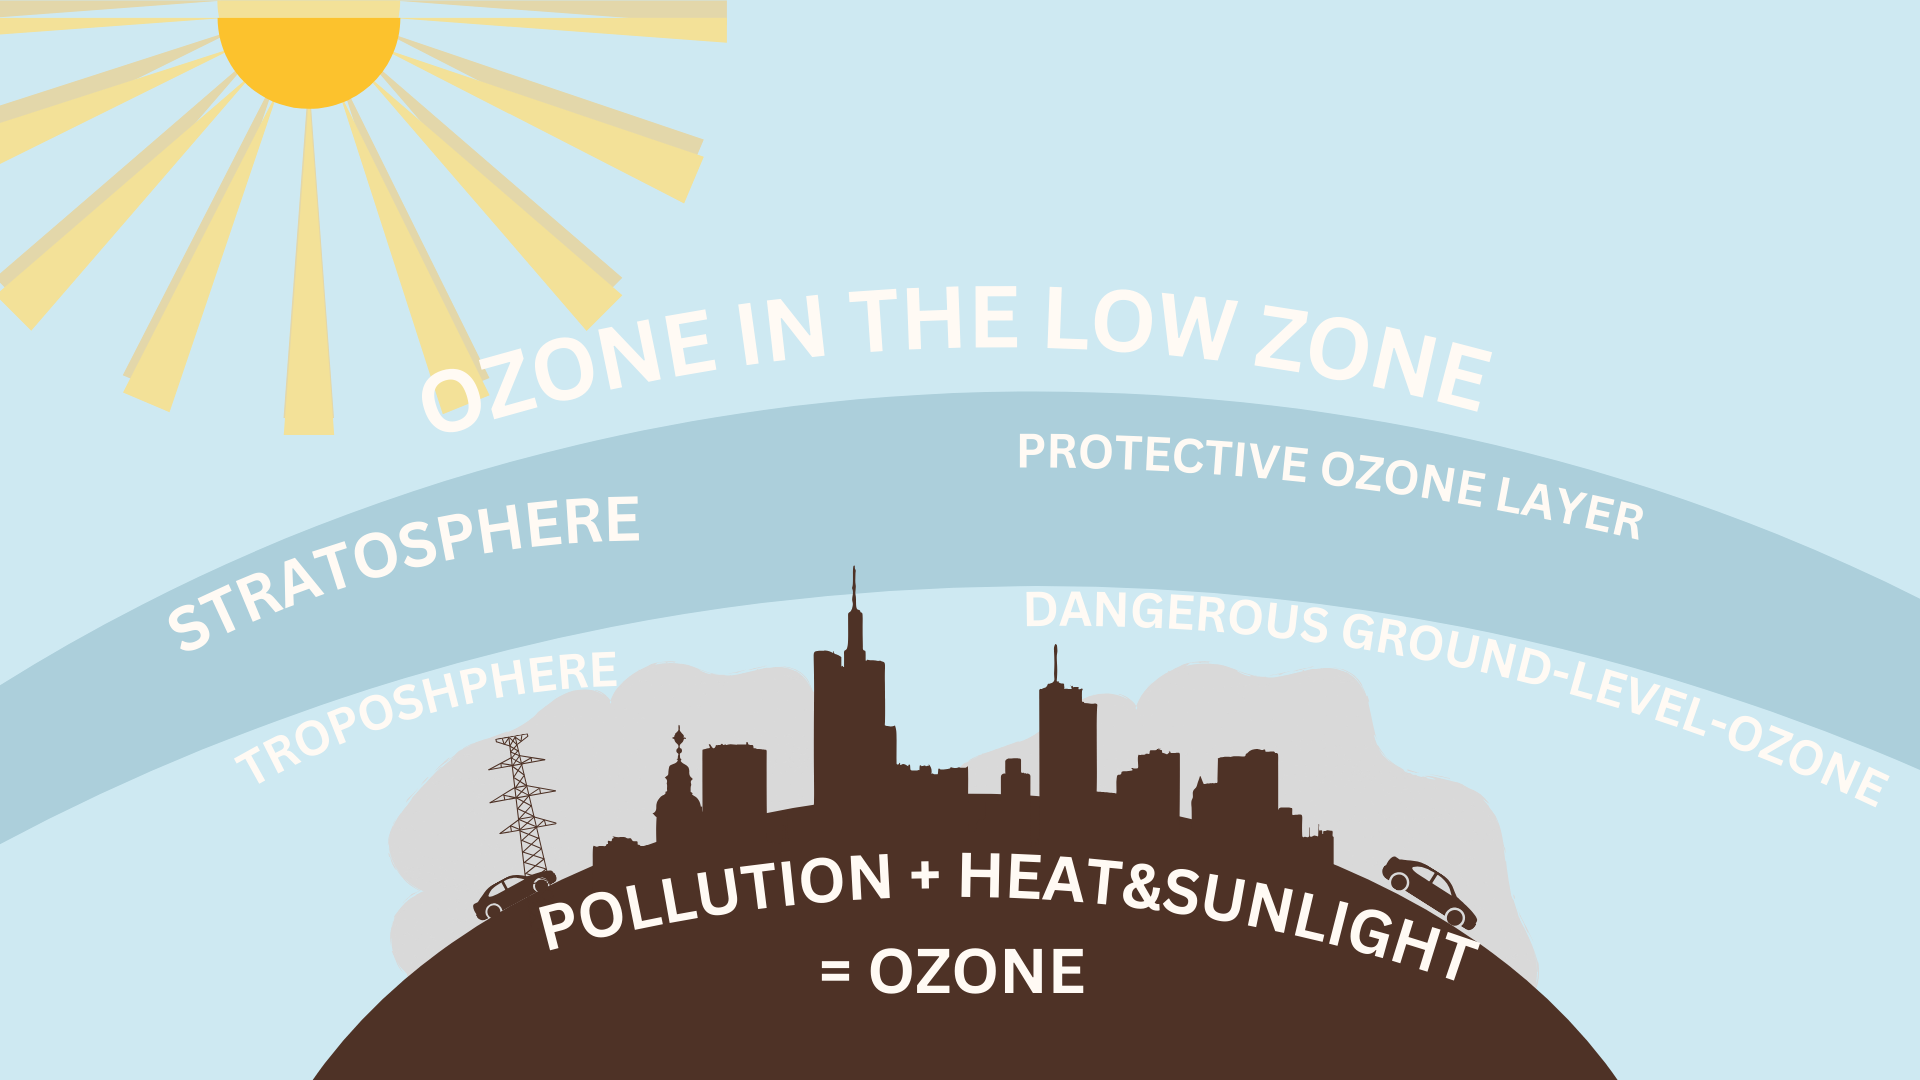 OZONE IN THE LOW ZONE
PROTECTIVE OZONE LAYER
STRATOSPHERE
DANGEROUS GROUND-LEVEL-OZONE
TROPOSHPHERE
POLLUTION + HEAT&SUNLIGHT
= OZONE